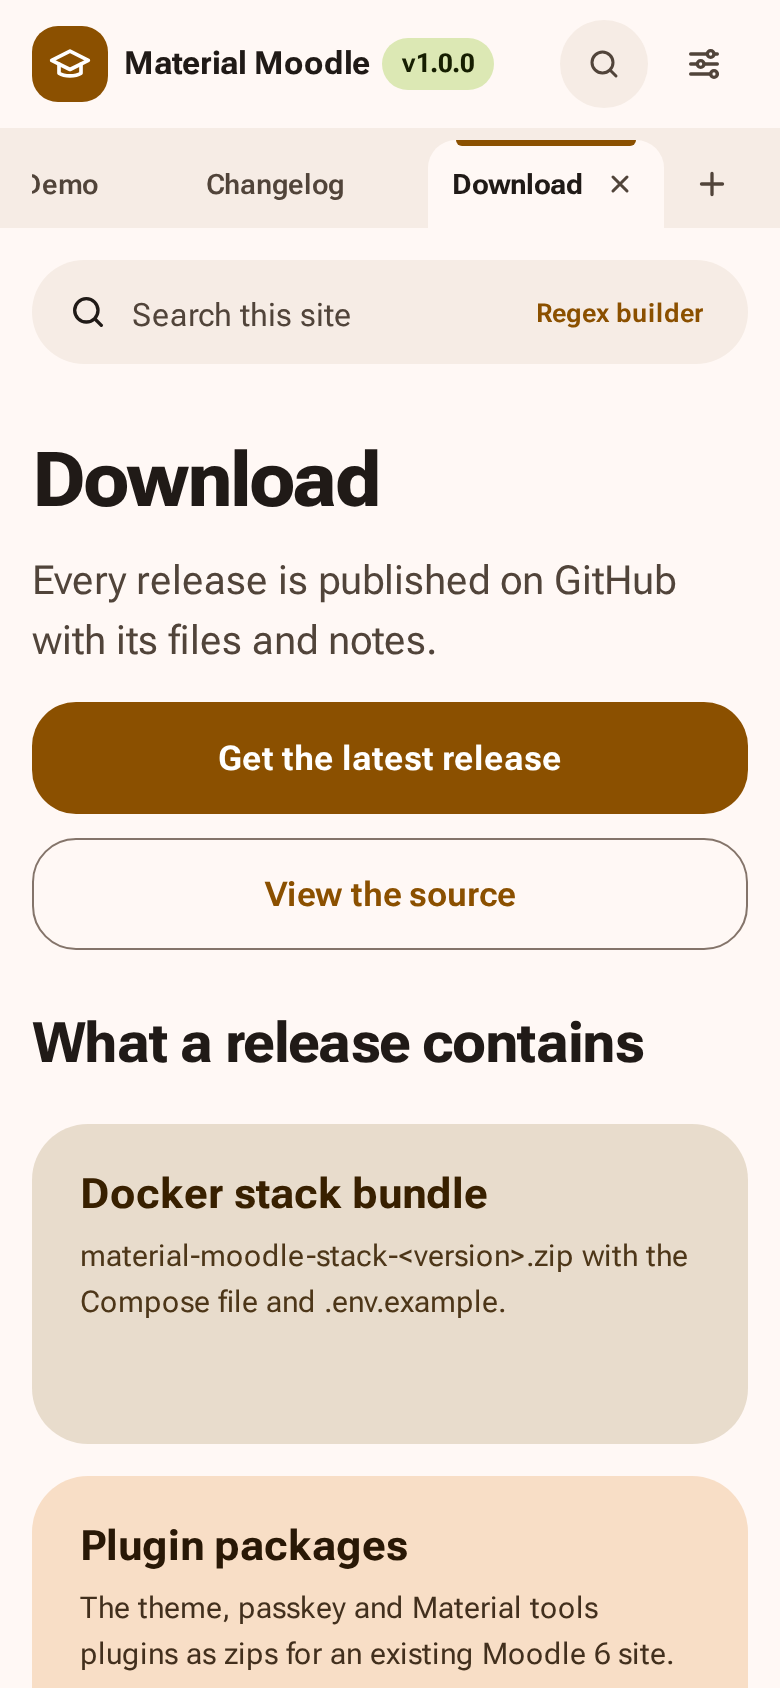 Material Moodle v1.0.0
Demo Changelog Download
Search this site Regex builder
Download
Every release is published on GitHub
with its files and notes.
Get the latest release
View the source
What a release contains
Docker stack bundle
material-moodle-stack-<version>.zip with the
Compose file and .env.example.
Plugin packages
The theme, passkey and Material tools
plugins as zips for an existing Moodle 6 site.